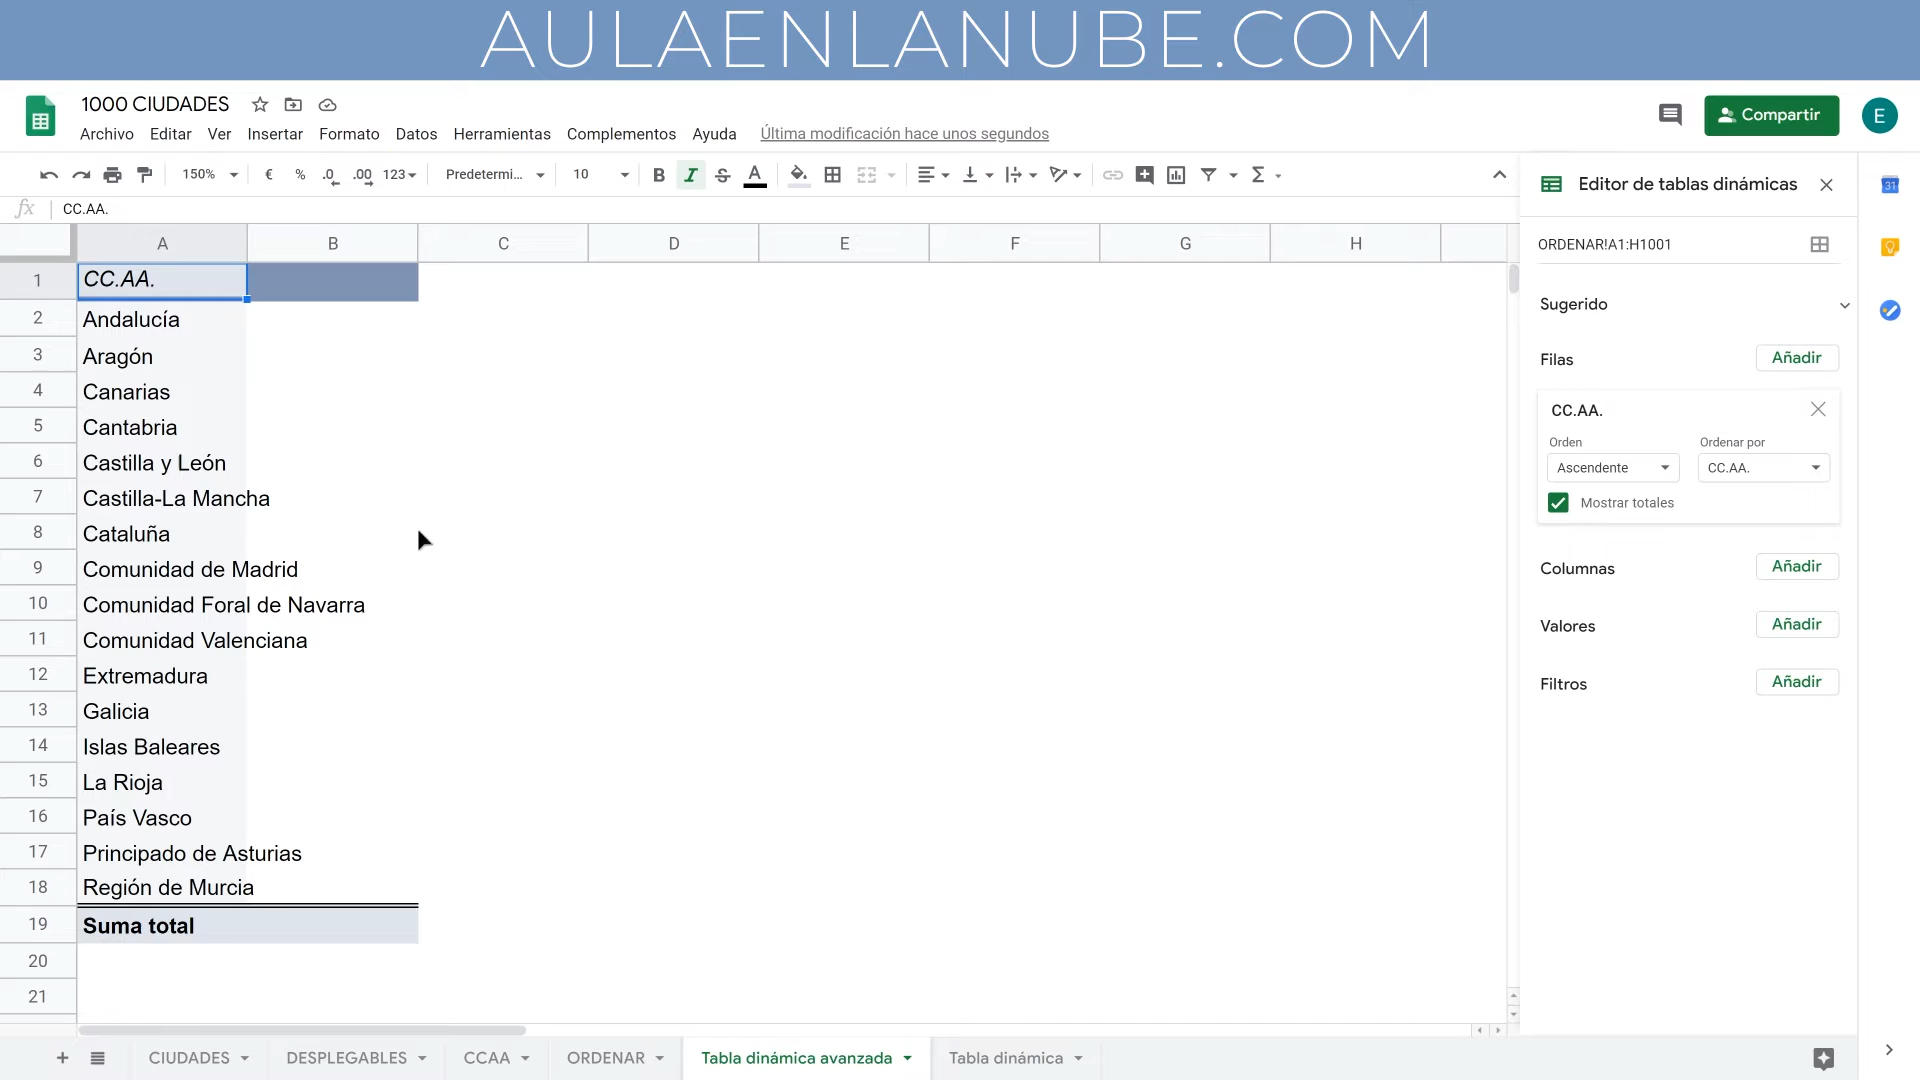 AULAENLANUBE.COM
1000 CIUDADES
Archivo Editar Ver Insertar Formato Datos Herramientas Complementos Ayuda Última modificación hace unos segundos
Compartir
E
150% € % .0 .00 123 Predetermi... 10 B I S A
fx CC.AA.
A B C D E F G H
1 CC.AA.
2 Andalucía
3 Aragón
4 Canarias
5 Cantabria
6 Castilla y León
7 Castilla-La Mancha
8 Cataluña
9 Comunidad de Madrid
10 Comunidad Foral de Navarra
11 Comunidad Valenciana
12 Extremadura
13 Galicia
14 Islas Baleares
15 La Rioja
16 País Vasco
17 Principado de Asturias
18 Región de Murcia
19 Suma total
20
21
Editor de tablas dinámicas
ORDENAR!A1:H1001
Sugerido
Filas Añadir
CC.AA.
Orden Ordenar por
Ascendente CC.AA.
Mostrar totales
Columnas Añadir
Valores Añadir
Filtros Añadir
31
CIUDADES DESPLEGABLES CCAA ORDENAR Tabla dinámica avanzada Tabla dinámica